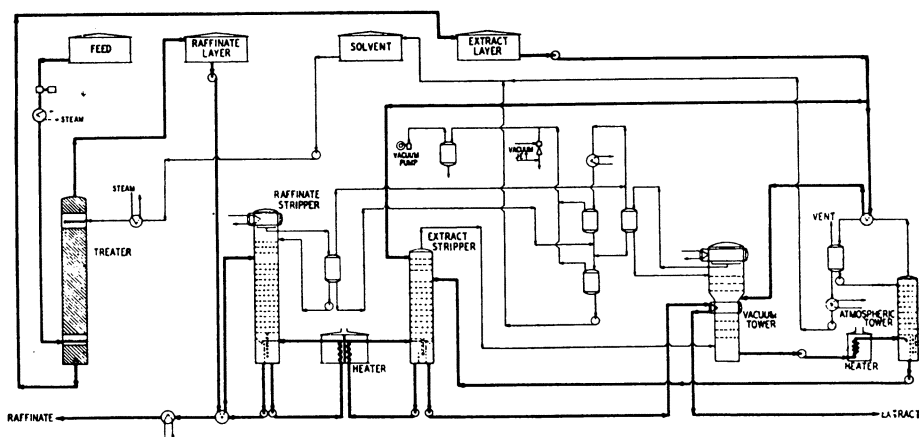 FEED
RAFFINATE
LAYER
SOLVENT
EXTRACT
LAYER
STEAM
VACUUM
PUMP
VACUUM
JET
STEAM
RAFFINATE
STRIPPER
EXTRACT
STRIPPER
VENT
TREATER
VACUUM
TOWER
ATMOSPHERIC
TOWER
HEATER
HEATER
RAFFINATE
EXTRACT